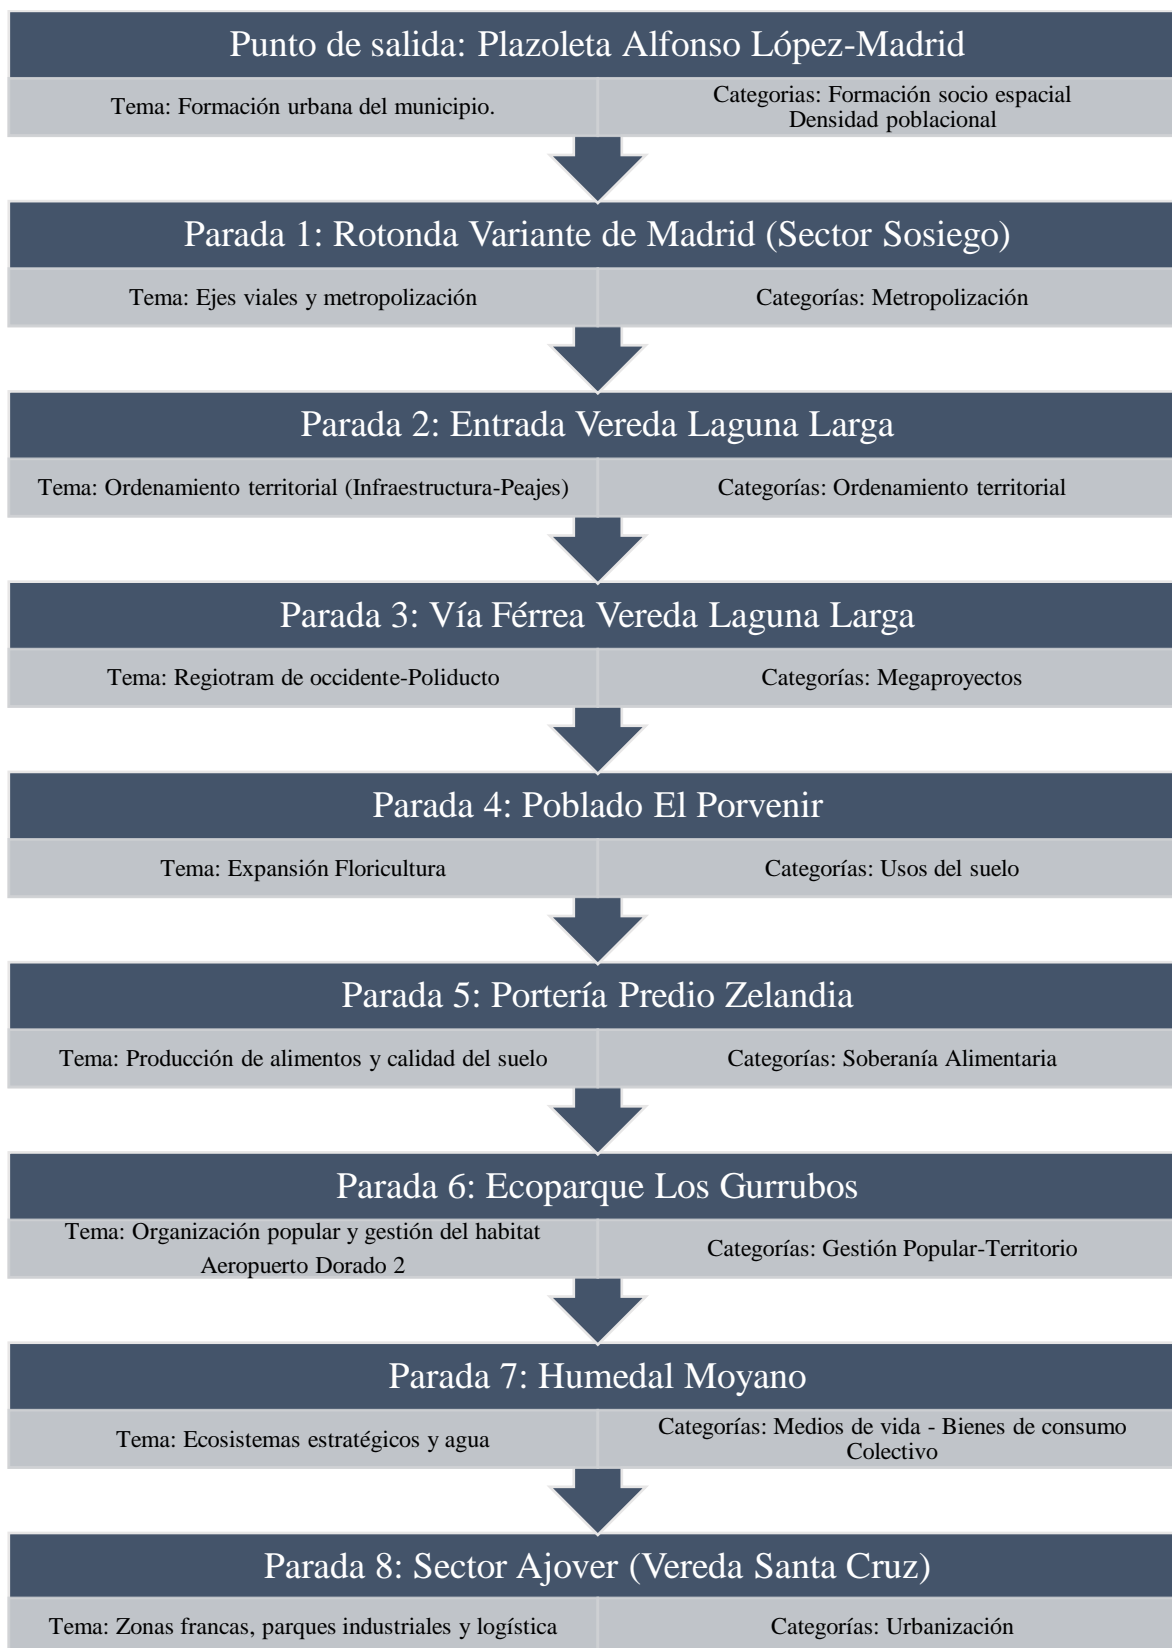 Punto de salida: Plazoleta Alfonso López-Madrid
Tema: Formación urbana del municipio.
Categorias: Formación socio espacial
Densidad poblacional
Parada 1: Rotonda Variante de Madrid (Sector Sosiego)
Tema: Ejes viales y metropolización
Categorías: Metropolización
Parada 2: Entrada Vereda Laguna Larga
Tema: Ordenamiento territorial (Infraestructura-Peajes)
Categorías: Ordenamiento territorial
Parada 3: Vía Férrea Vereda Laguna Larga
Tema: Regiotram de occidente-Poliducto
Categorías: Megaproyectos
Parada 4: Poblado El Porvenir
Tema: Expansión Floricultura
Categorías: Usos del suelo
Parada 5: Portería Predio Zelandia
Tema: Producción de alimentos y calidad del suelo
Categorías: Soberanía Alimentaria
Parada 6: Ecoparque Los Gurrubos
Tema: Organización popular y gestión del habitat
Aeropuerto Dorado 2
Categorías: Gestión Popular-Territorio
Parada 7: Humedal Moyano
Tema: Ecosistemas estratégicos y agua
Categorías: Medios de vida - Bienes de consumo
Colectivo
Parada 8: Sector Ajover (Vereda Santa Cruz)
Tema: Zonas francas, parques industriales y logística
Categorías: Urbanización